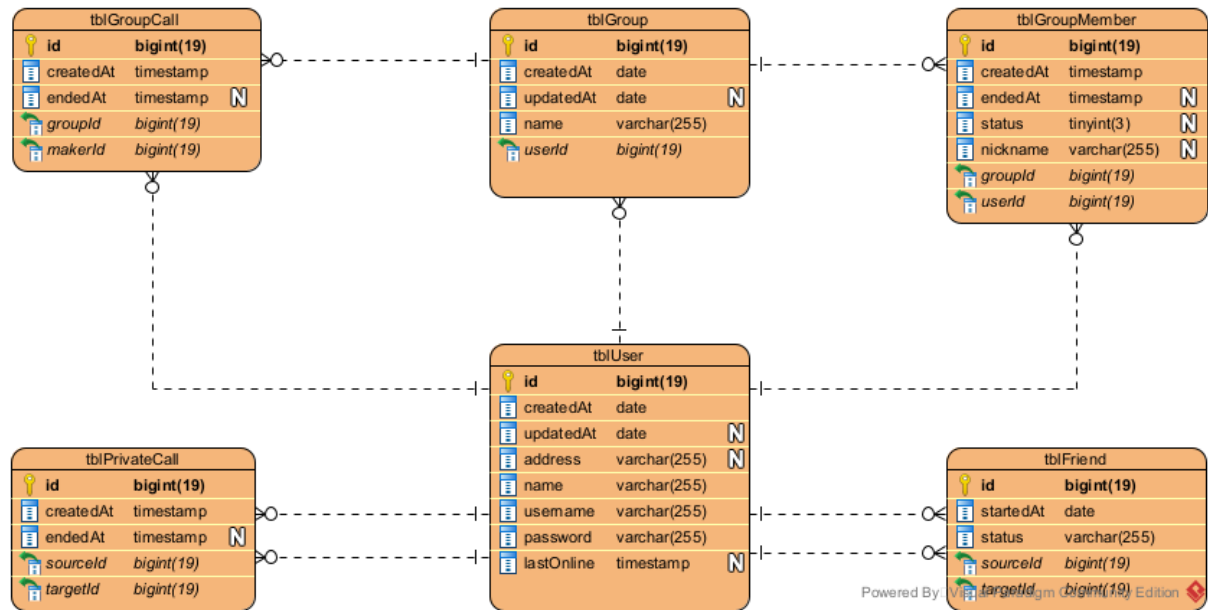 tblGroupCall
id bigint(19)
createdAt timestamp
endedAt timestamp N
groupId bigint(19)
makerId bigint(19)
tblGroup
id bigint(19)
createdAt date
updatedAt date N
name varchar(255)
userId bigint(19)
tblGroupMember
id bigint(19)
createdAt timestamp
endedAt timestamp N
status tinyint(3) N
nickname varchar(255) N
groupId bigint(19)
userId bigint(19)
tblUser
id bigint(19)
createdAt date
updatedAt date N
address varchar(255) N
name varchar(255)
username varchar(255)
password varchar(255)
lastOnline timestamp N
tblPrivateCall
id bigint(19)
createdAt timestamp
endedAt timestamp N
sourceId bigint(19)
targetId bigint(19)
tblFriend
id bigint(19)
startedAt date
status varchar(255)
sourceId bigint(19)
targetId bigint(19)
Powered By Visual Paradigm Community Edition